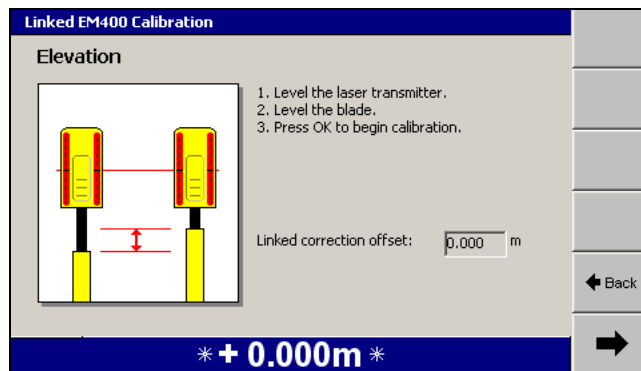 Linked EM400 Calibration
Elevation
1. Level the laser transmitter.
2. Level the blade.
3. Press OK to begin calibration.
Linked correction offset: 0.000 m
Back
✳+ 0.000m ✳